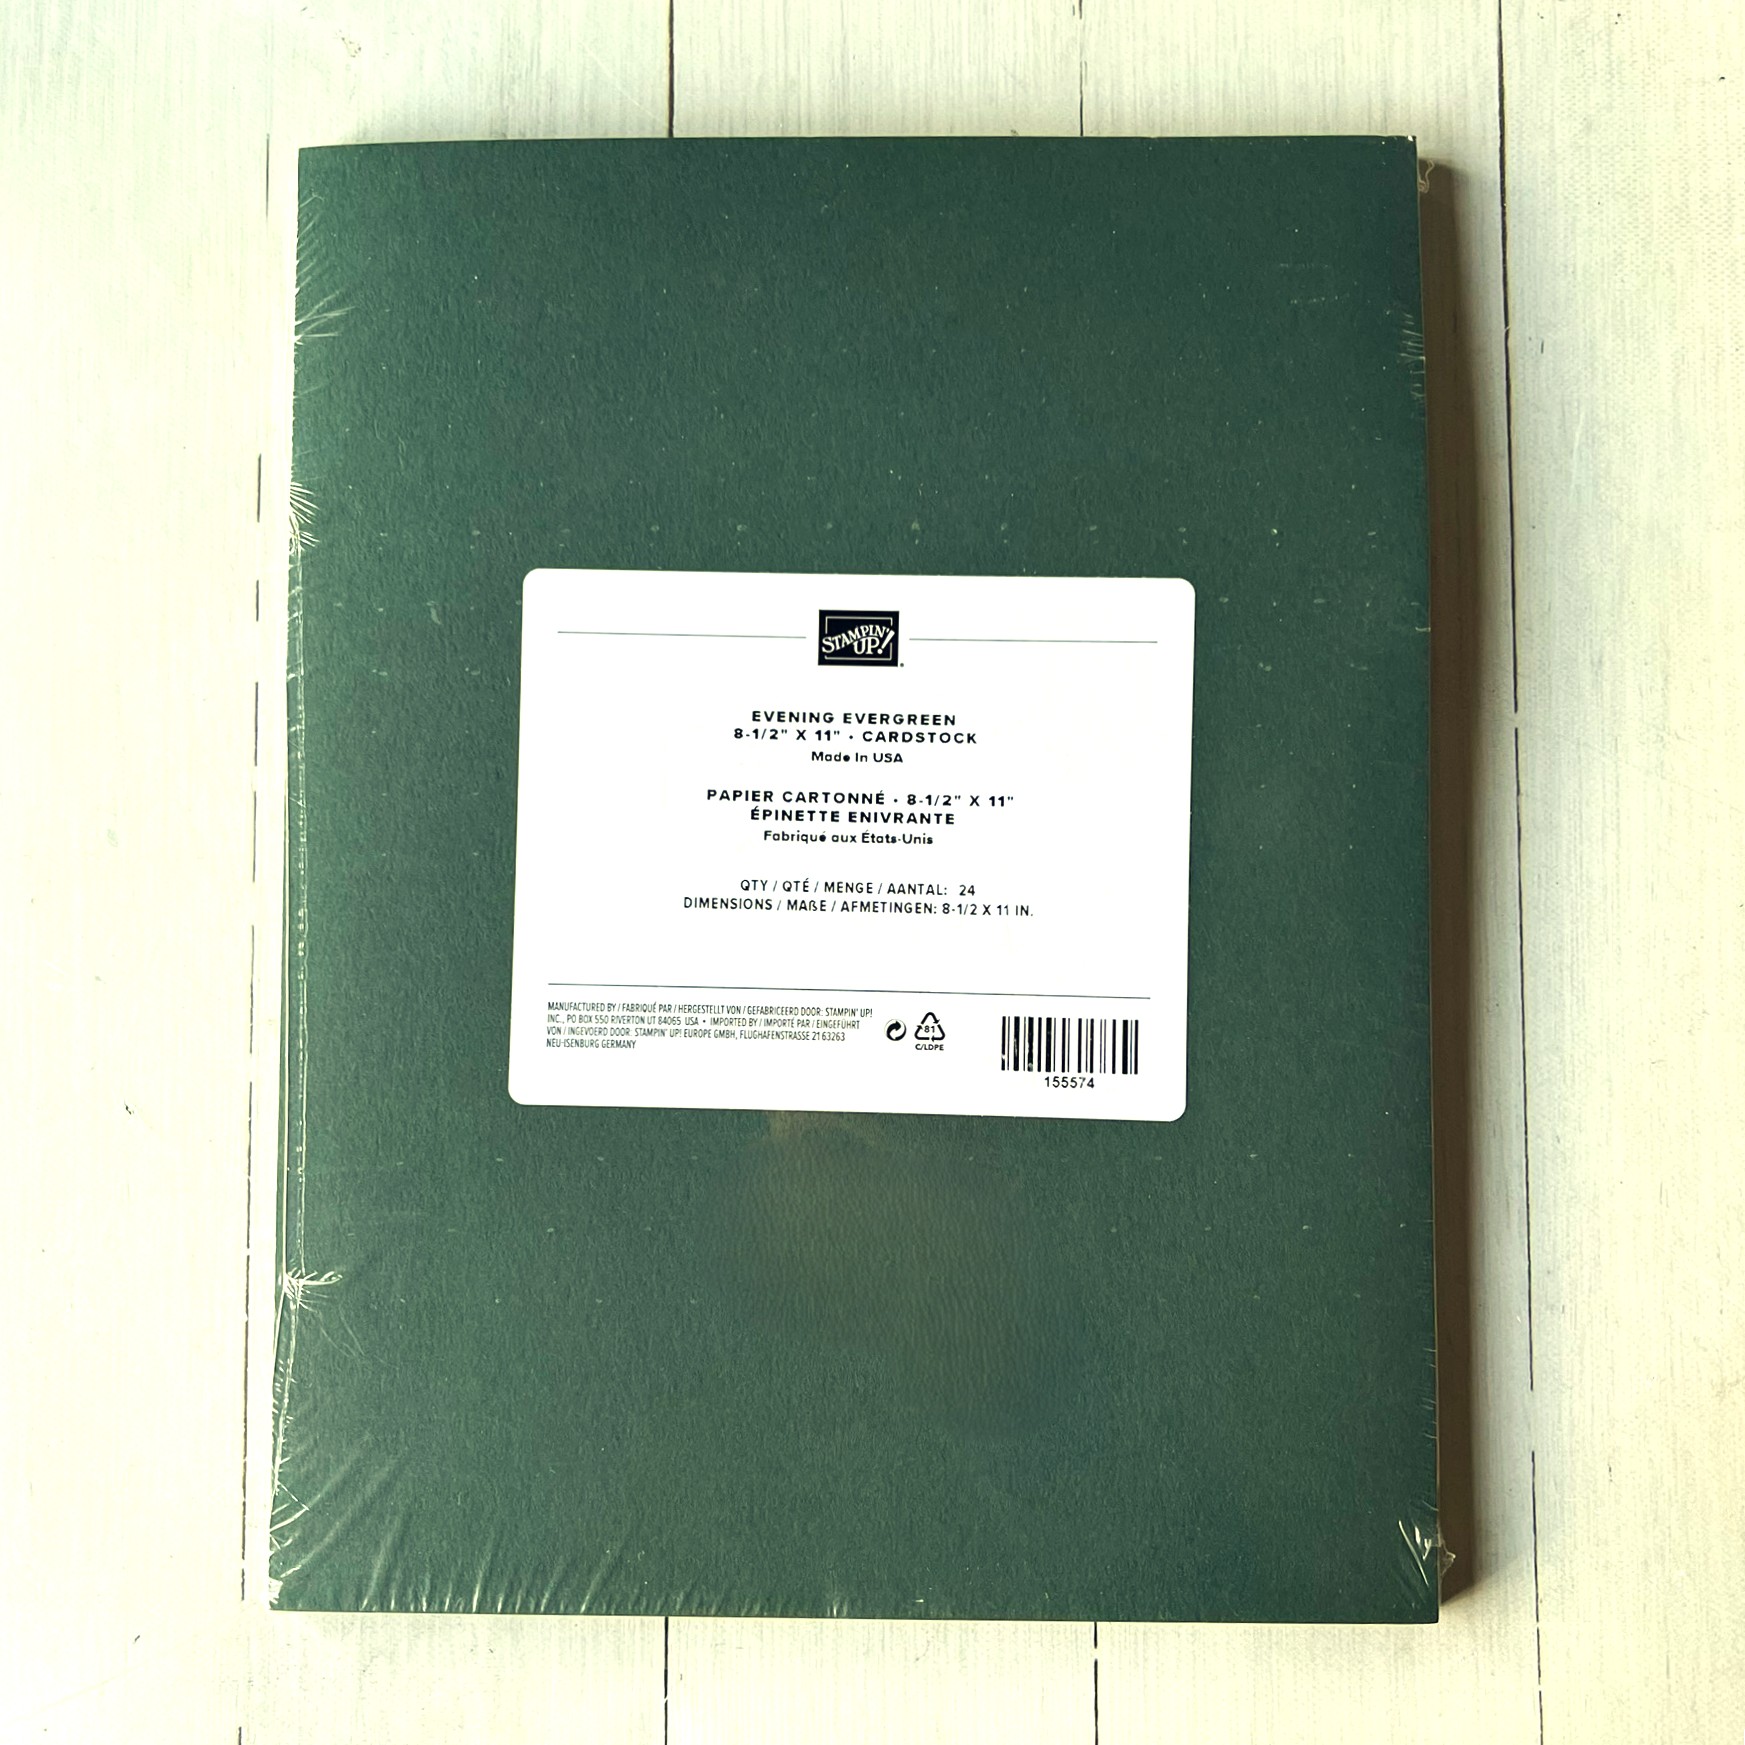 STAMPIN' UP!
EVENING EVERGREEN
8-1/2" X 11" • CARDSTOCK
Made In USA
PAPIER CARTONNÉ • 8-1/2" X 11"
ÉPINETTE ENIVRANTE
Fabriqué aux États-Unis
QTY / QTÉ / MENGE / AANTAL: 24
DIMENSIONS / MAßE / AFMETINGEN: 8-1/2 X 11 IN.
MANUFACTURED BY / FABRIQUÉ PAR / HERGESTELLT VON / GEFABRICEERD DOOR: STAMPIN' UP!
INC., PO BOX 550 RIVERTON UT 84065 USA • IMPORTED BY / IMPORTÉ PAR / EINGEFÜHRT
VON / INGEVOERD DOOR: STAMPIN' UP! EUROPE GMBH, FLUGHAFENSTRASSE 21 63263
NEU-ISENBURG GERMANY
81
C/LDPE
155574